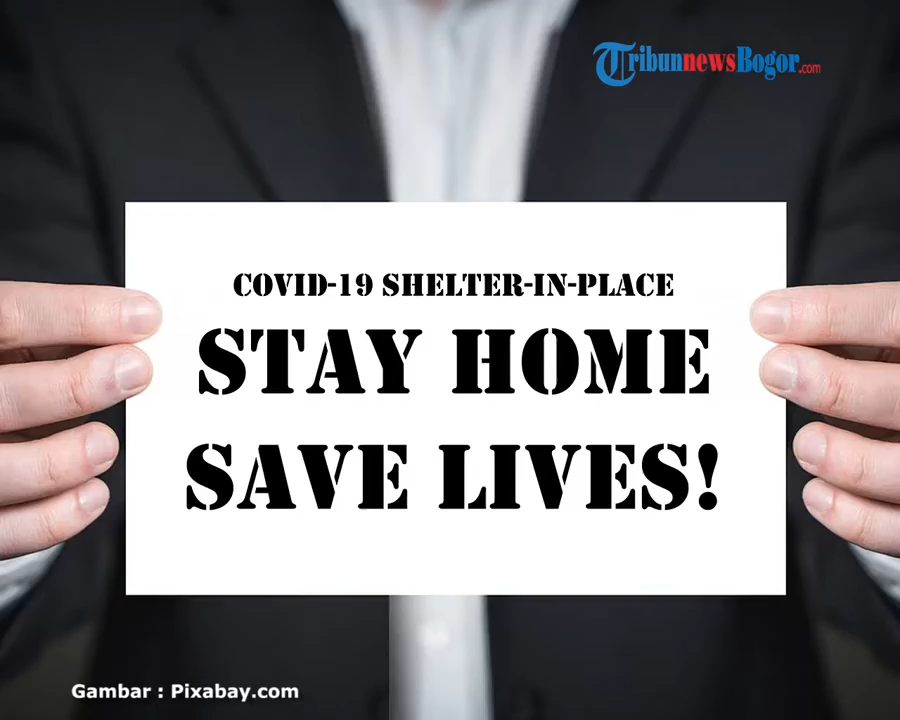 TribunnewsBogor.com
COVID-19 SHELTER-IN-PLACE
STAY HOME
SAVE LIVES!
Gambar : Pixabay.com